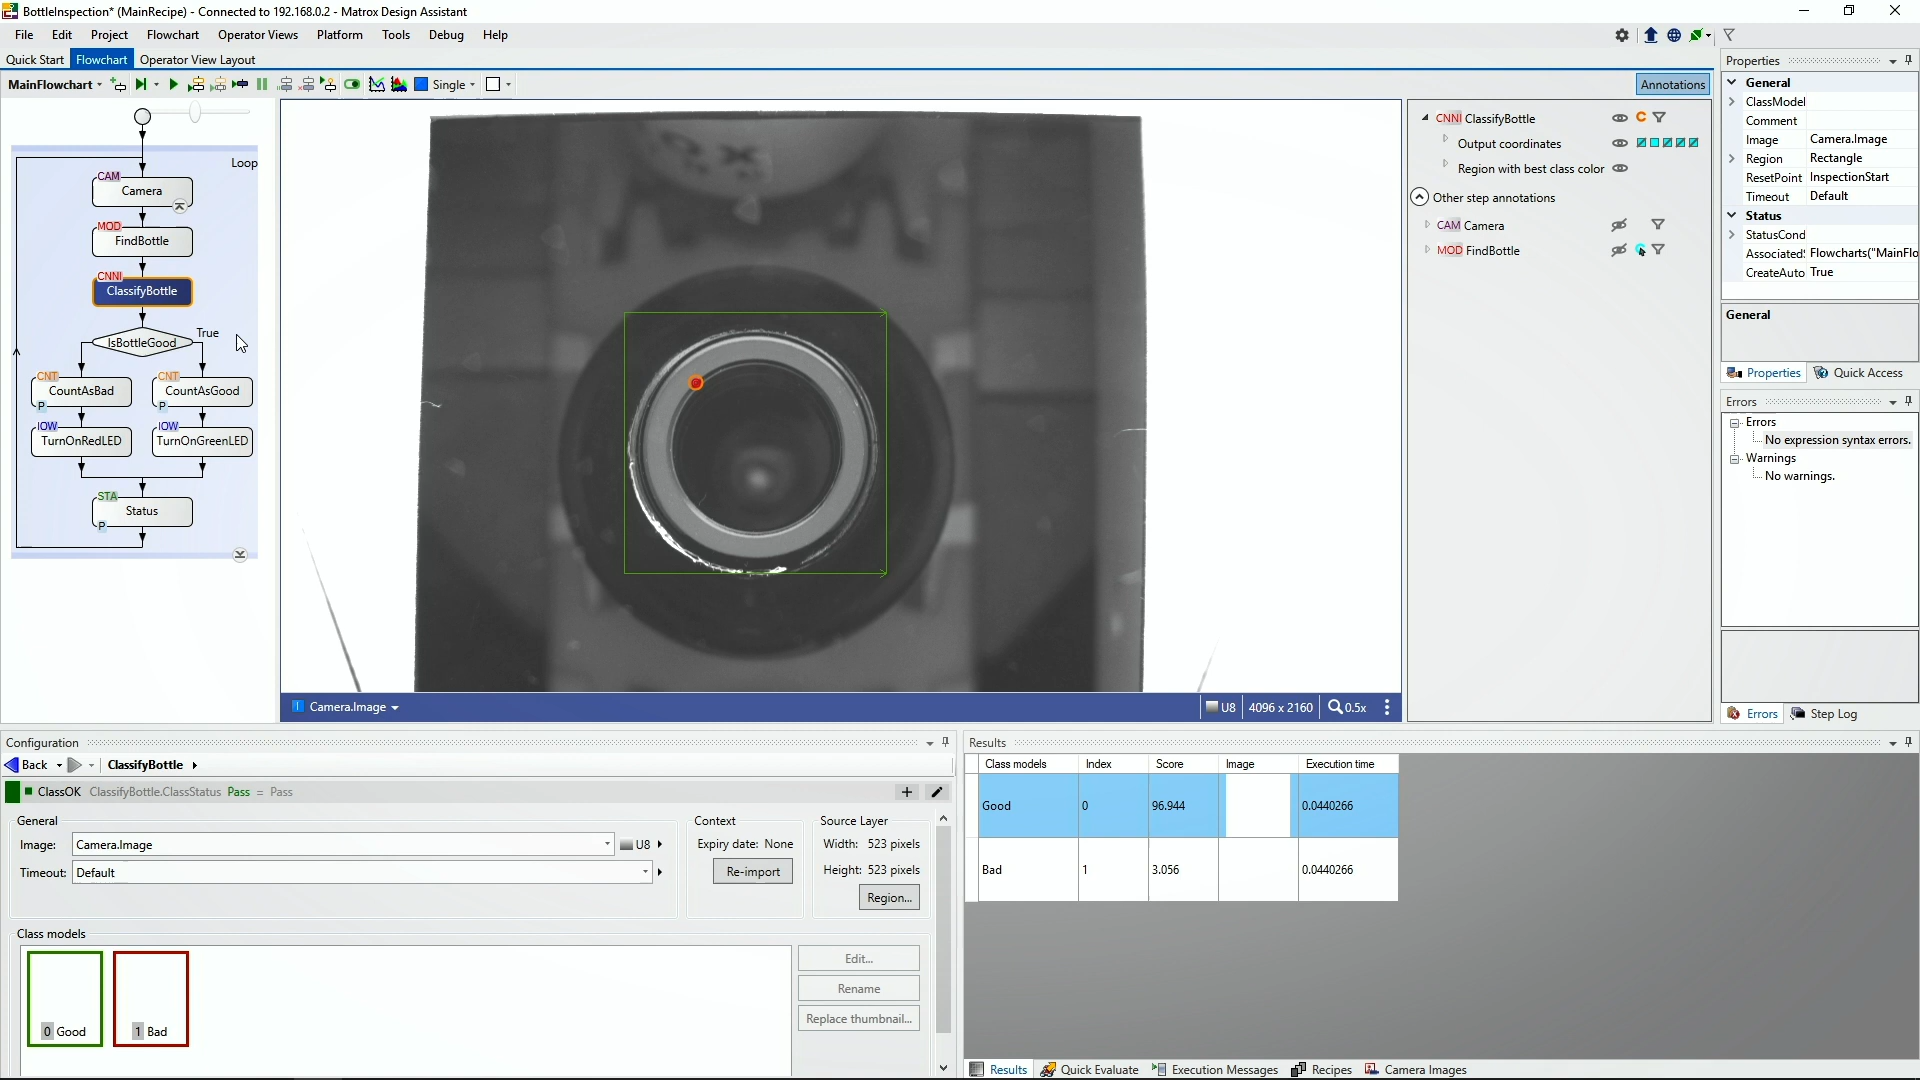 BottleInspection* (MainRecipe) - Connected to 192.168.0.2 - Matrox Design Assistant
File Edit Project Flowchart Operator Views Platform Tools Debug Help
Quick Start Flowchart Operator View Layout
MainFlowchart
Single
Annotations
Loop
CAM
Camera
MOD
FindBottle
CNNI
ClassifyBottle
True
IsBottleGood
CNT
CountAsBad
P
CNT
CountAsGood
P
IOW
TurnOnRedLED
IOW
TurnOnGreenLED
STA
Status
P
Camera.Image
U8 4096 x 2160 0.5x
CNNI ClassifyBottle
Output coordinates
Region with best class color
Other step annotations
CAM Camera
MOD FindBottle
Properties
General
ClassModel
Comment
Image Camera.Image
Region Rectangle
ResetPoint InspectionStart
Timeout Default
Status
StatusCond
Associated: Flowcharts("MainFlo
CreateAuto True
General
Properties Quick Access
Errors
Errors
No expression syntax errors.
Warnings
No warnings.
Errors Step Log
Configuration
Back ClassifyBottle
ClassOK ClassifyBottle.ClassStatus Pass = Pass
General
Image: Camera.Image U8
Timeout: Default
Context
Expiry date: None
Re-import
Source Layer
Width: 523 pixels
Height: 523 pixels
Region...
Class models
0 Good
1 Bad
Edit...
Rename
Replace thumbnail...
Results
Class models Index Score Image Execution time
Good 0 96.944 0.0440266
Bad 1 3.056 0.0440266
Results Quick Evaluate Execution Messages Recipes Camera Images